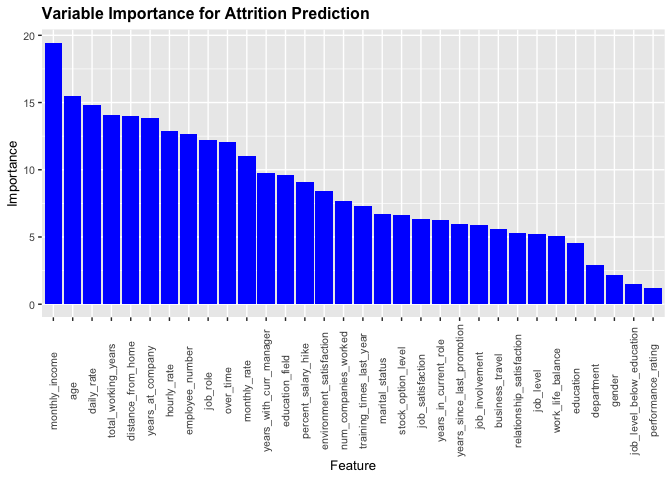 Variable Importance for Attrition Prediction
20
15
10
5
0
Importance
monthly_income
age
daily_rate
total_working_years
distance_from_home
years_at_company
hourly_rate
employee_number
job_role
over_time
monthly_rate
years_with_curr_manager
education_field
percent_salary_hike
environment_satisfaction
num_companies_worked
training_times_last_year
marital_status
stock_option_level
job_satisfaction
years_in_current_role
years_since_last_promotion
job_involvement
business_travel
relationship_satisfaction
job_level
work_life_balance
education
department
gender
job_level_below_education
performance_rating
Feature